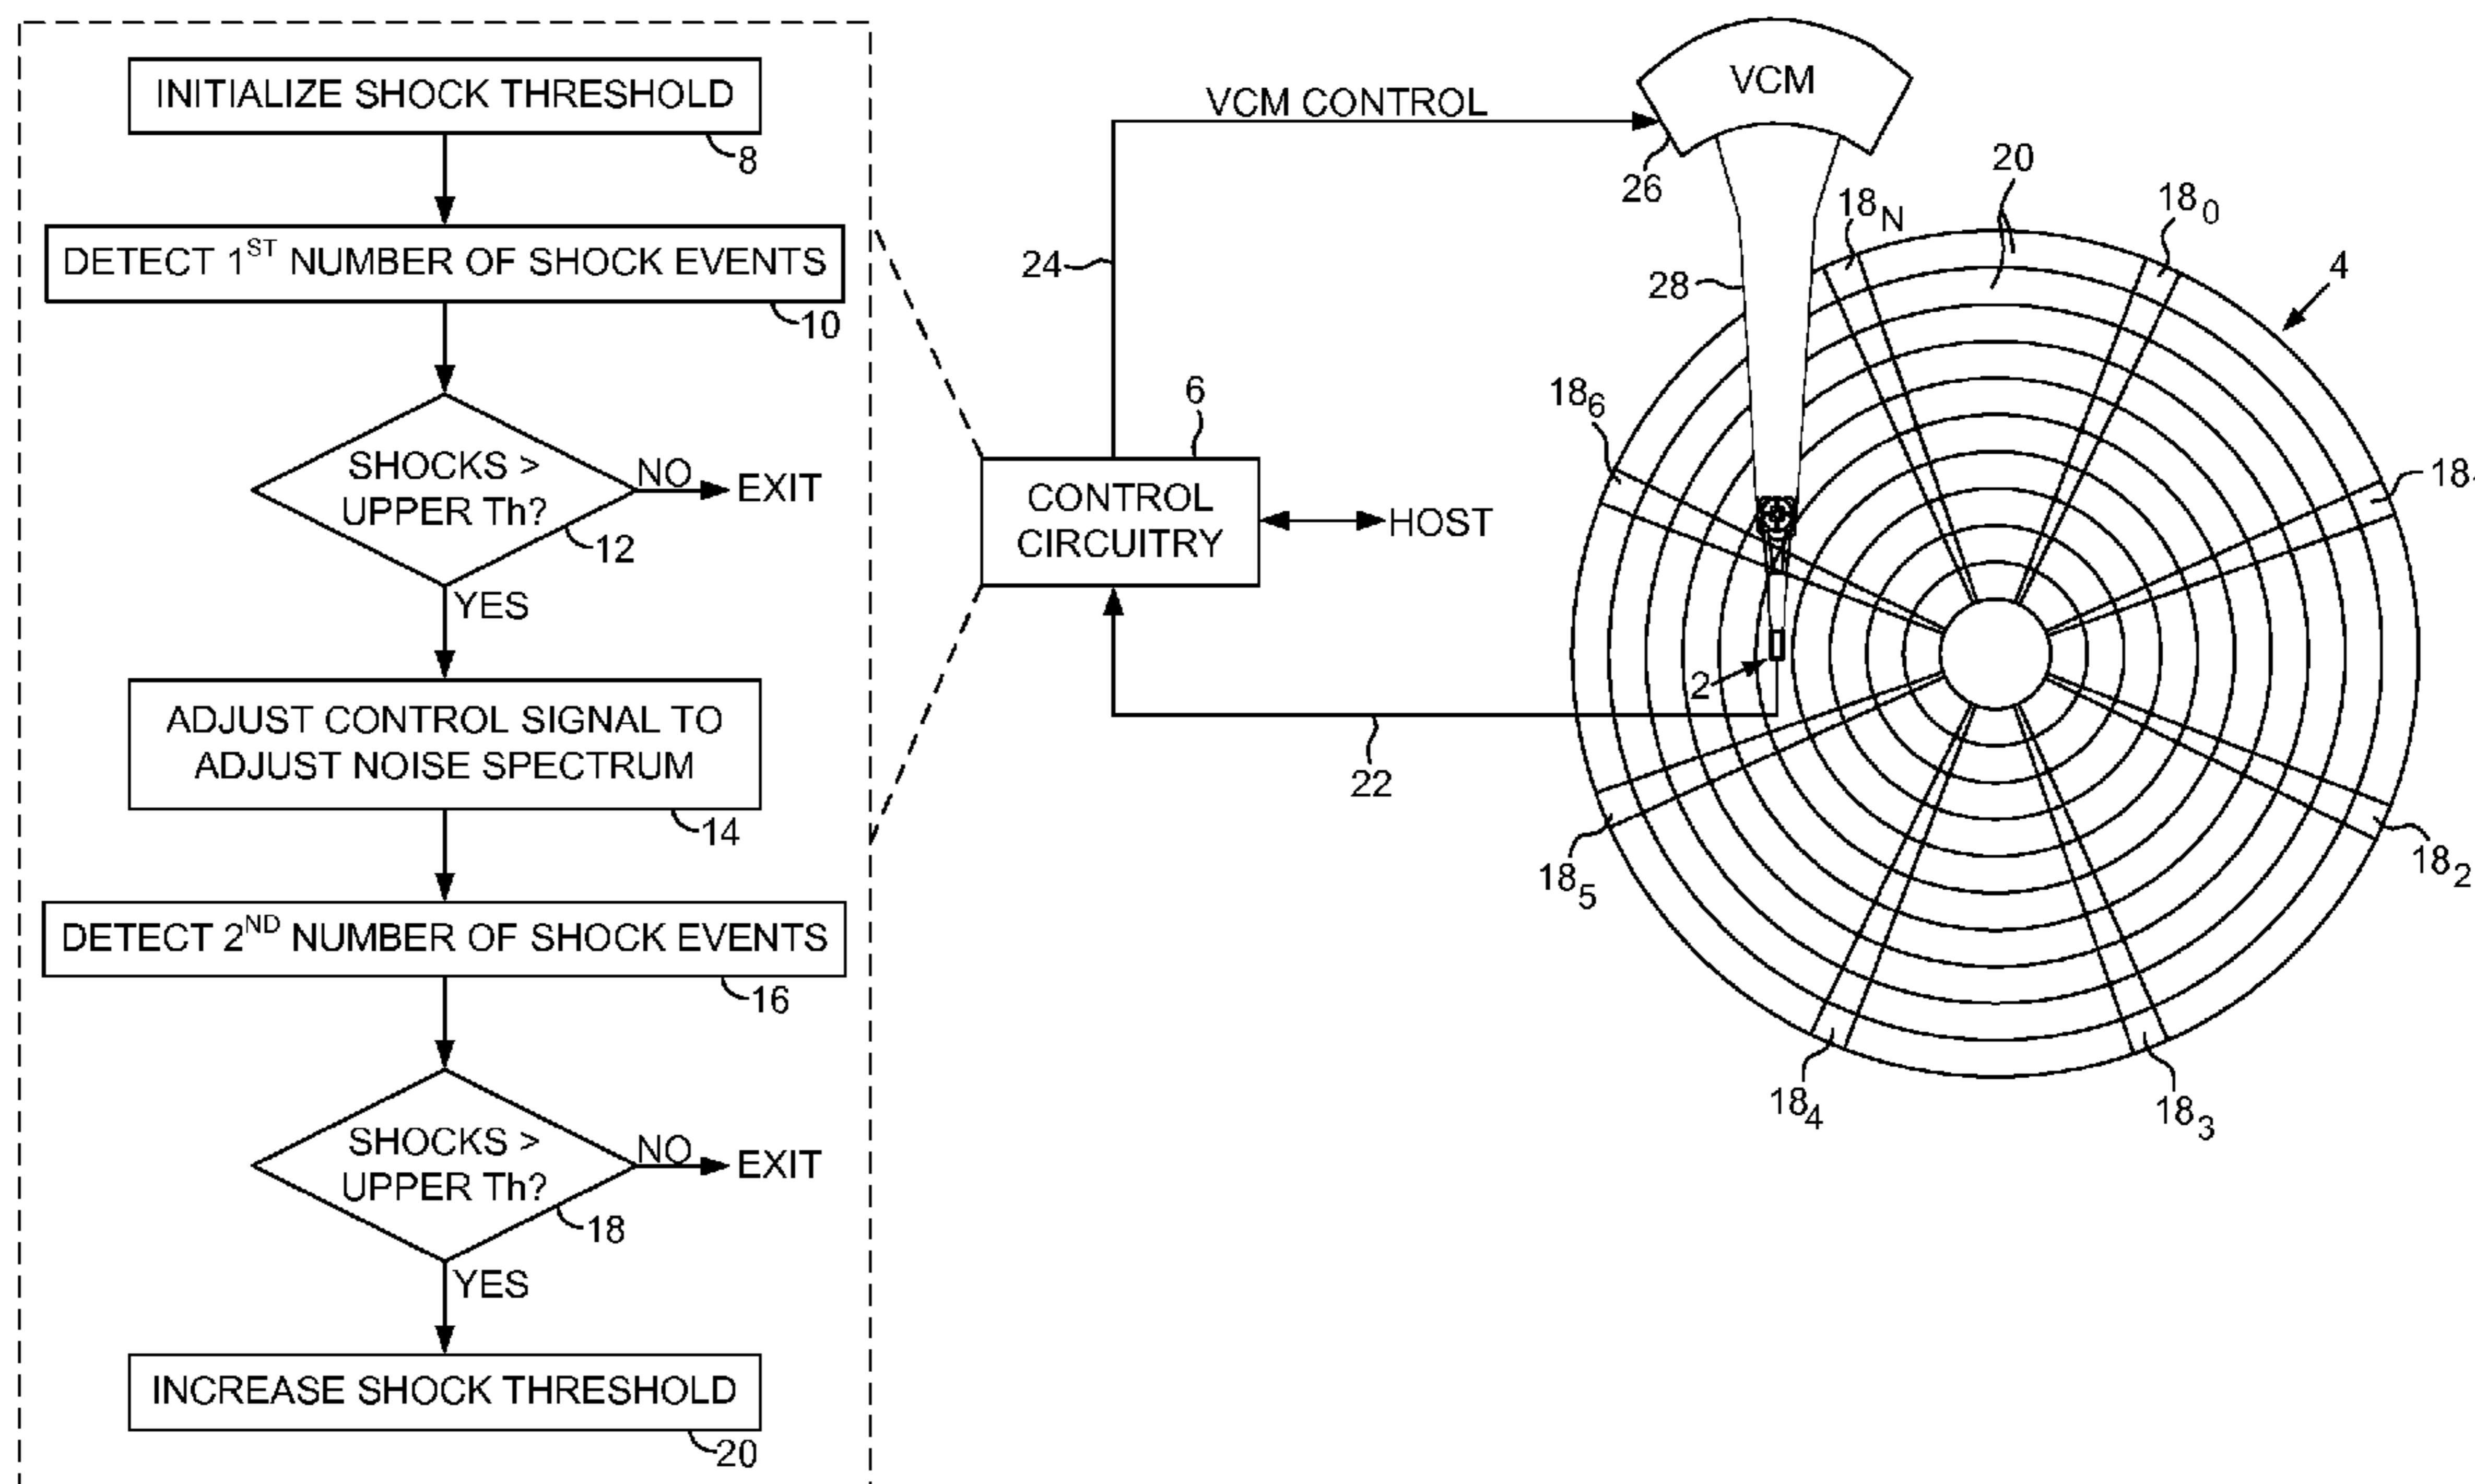 INITIALIZE SHOCK THRESHOLD
8
DETECT 1ST NUMBER OF SHOCK EVENTS
10
SHOCKS >
UPPER Th?
NO
EXIT
12
YES
ADJUST CONTROL SIGNAL TO
ADJUST NOISE SPECTRUM
14
DETECT 2ND NUMBER OF SHOCK EVENTS
16
SHOCKS >
UPPER Th?
NO
EXIT
18
YES
INCREASE SHOCK THRESHOLD
20
VCM CONTROL
24
6
CONTROL
CIRCUITRY
HOST
22
VCM
26
28
2
20
4
18N
180
18
182
183
184
185
186